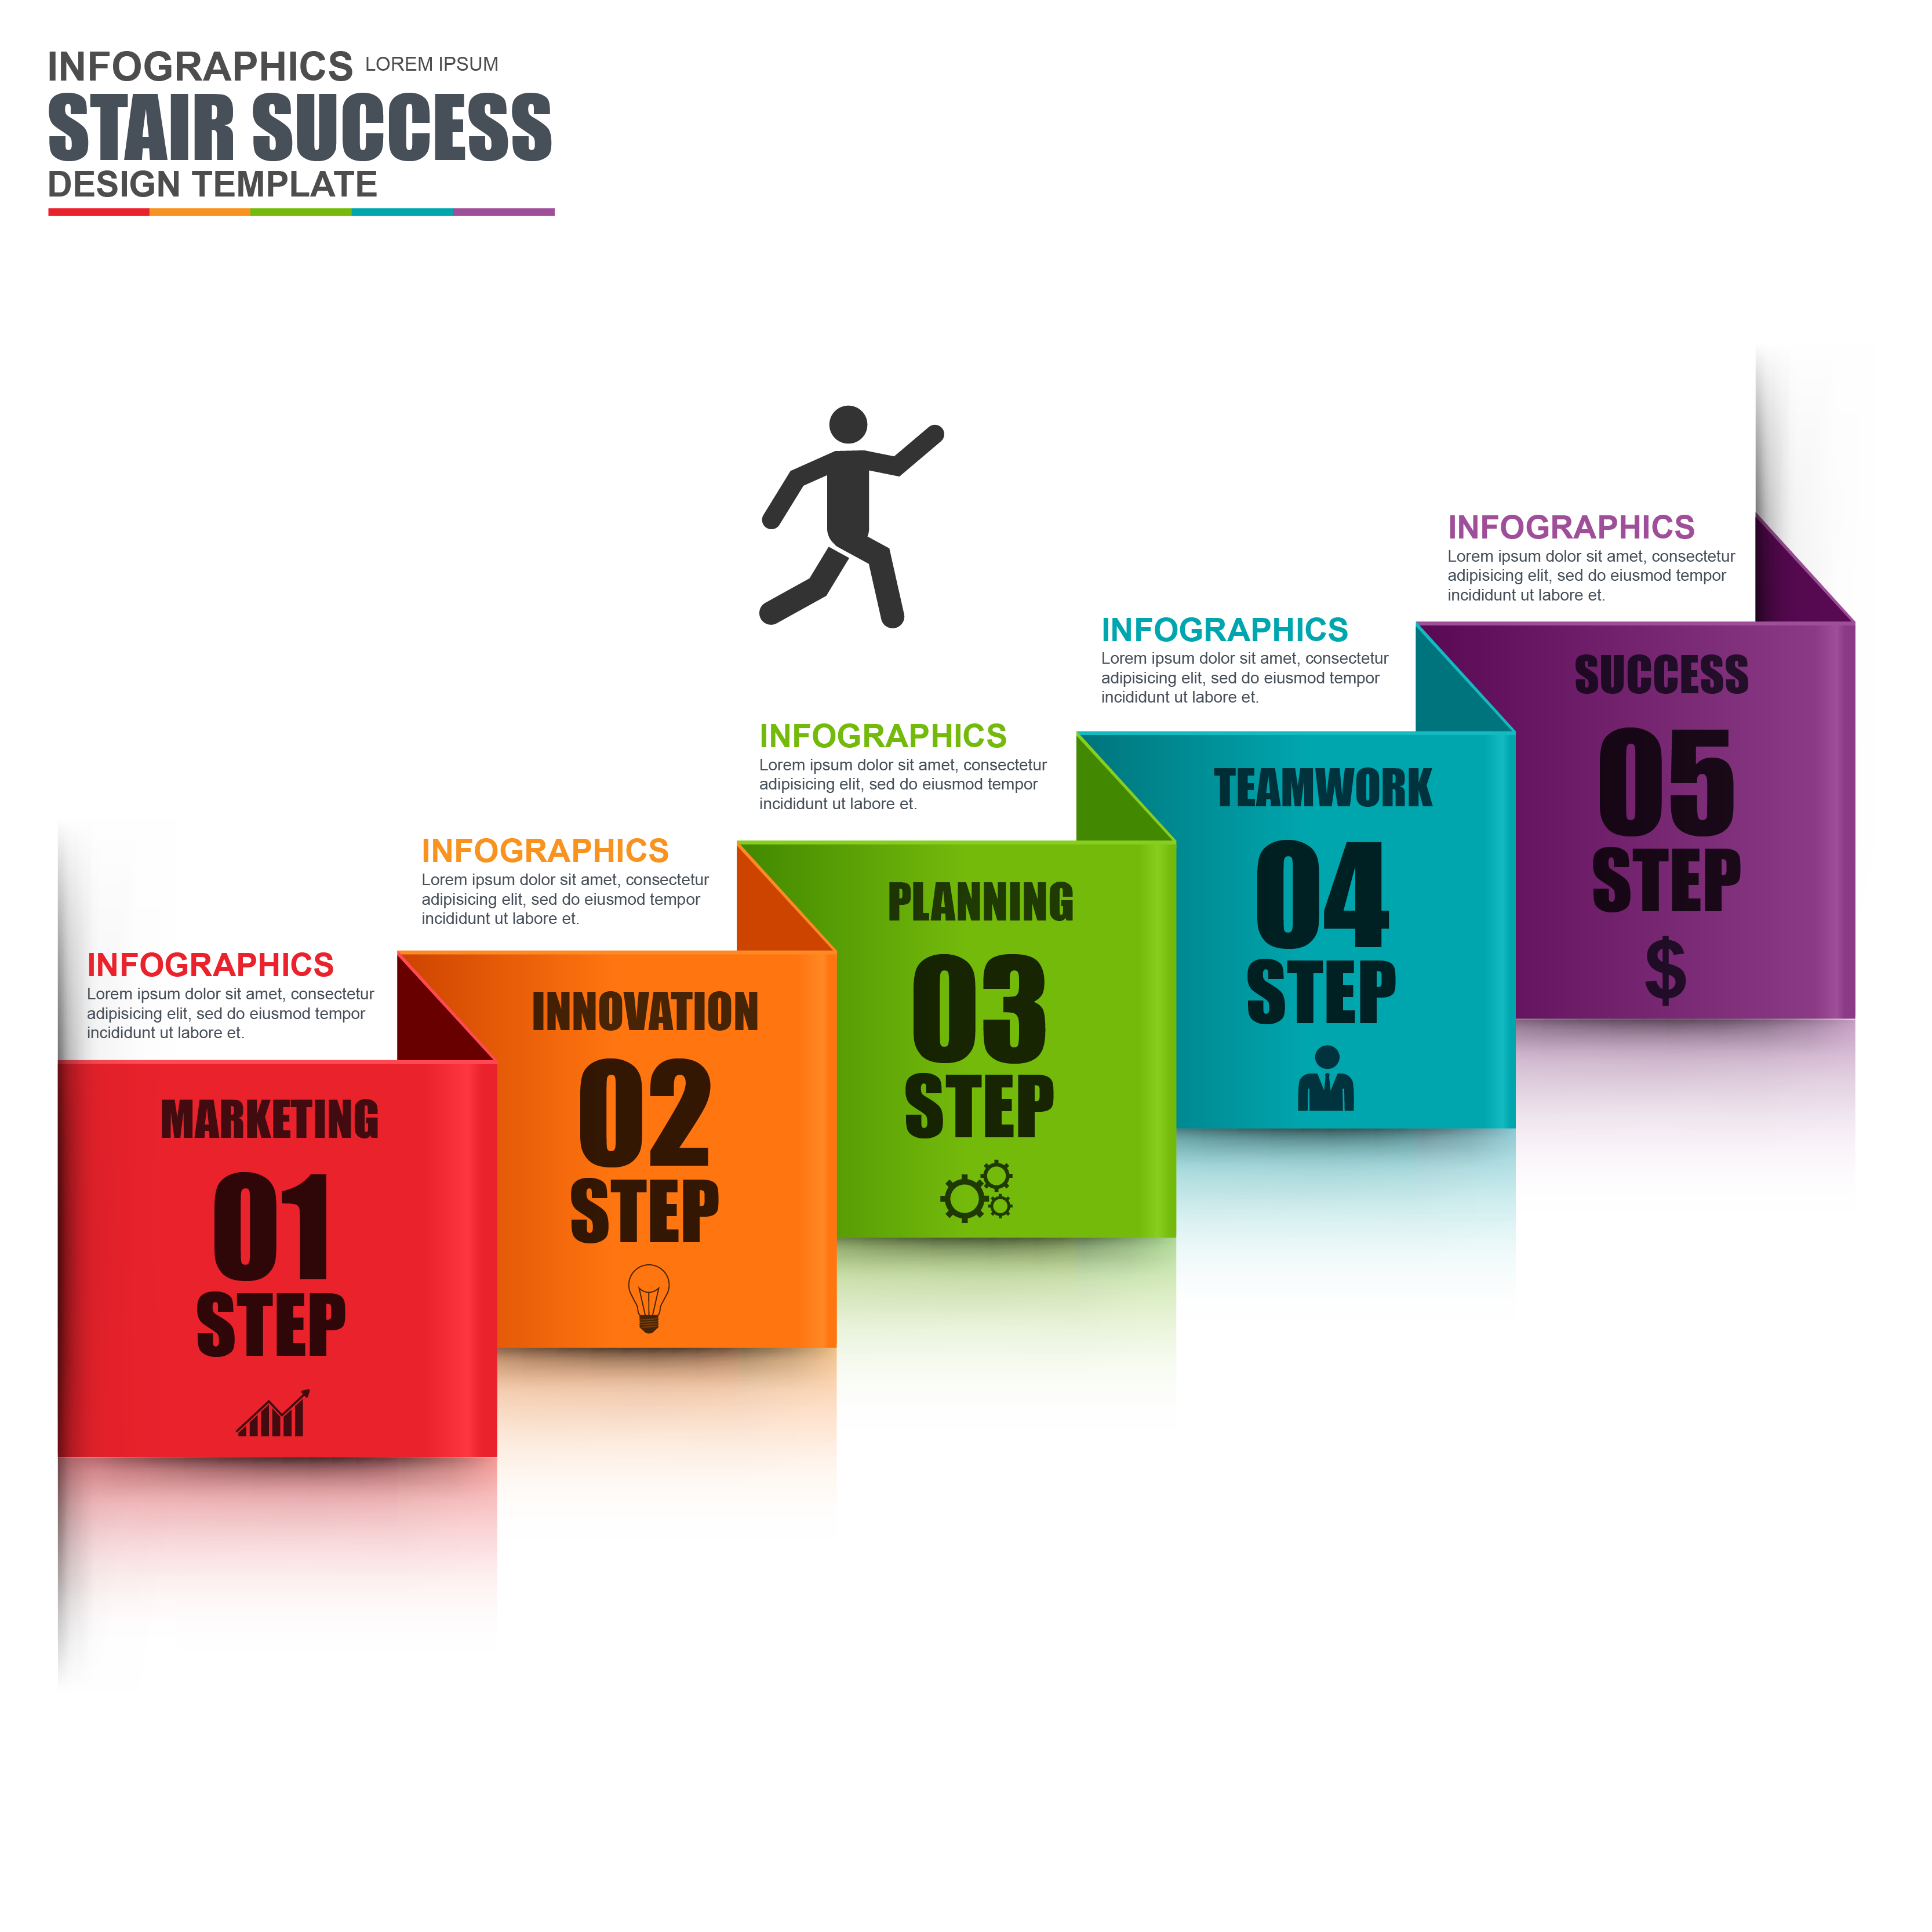 INFOGRAPHICS LOREM IPSUM
STAIR SUCCESS
DESIGN TEMPLATE
INFOGRAPHICS
Lorem ipsum dolor sit amet, consectetur
adipisicing elit, sed do eiusmod tempor
incididunt ut labore et.
MARKETING
01
STEP
INFOGRAPHICS
Lorem ipsum dolor sit amet, consectetur
adipisicing elit, sed do eiusmod tempor
incididunt ut labore et.
INNOVATION
02
STEP
INFOGRAPHICS
Lorem ipsum dolor sit amet, consectetur
adipisicing elit, sed do eiusmod tempor
incididunt ut labore et.
PLANNING
03
STEP
INFOGRAPHICS
Lorem ipsum dolor sit amet, consectetur
adipisicing elit, sed do eiusmod tempor
incididunt ut labore et.
TEAMWORK
04
STEP
INFOGRAPHICS
Lorem ipsum dolor sit amet, consectetur
adipisicing elit, sed do eiusmod tempor
incididunt ut labore et.
SUCCESS
05
STEP
$